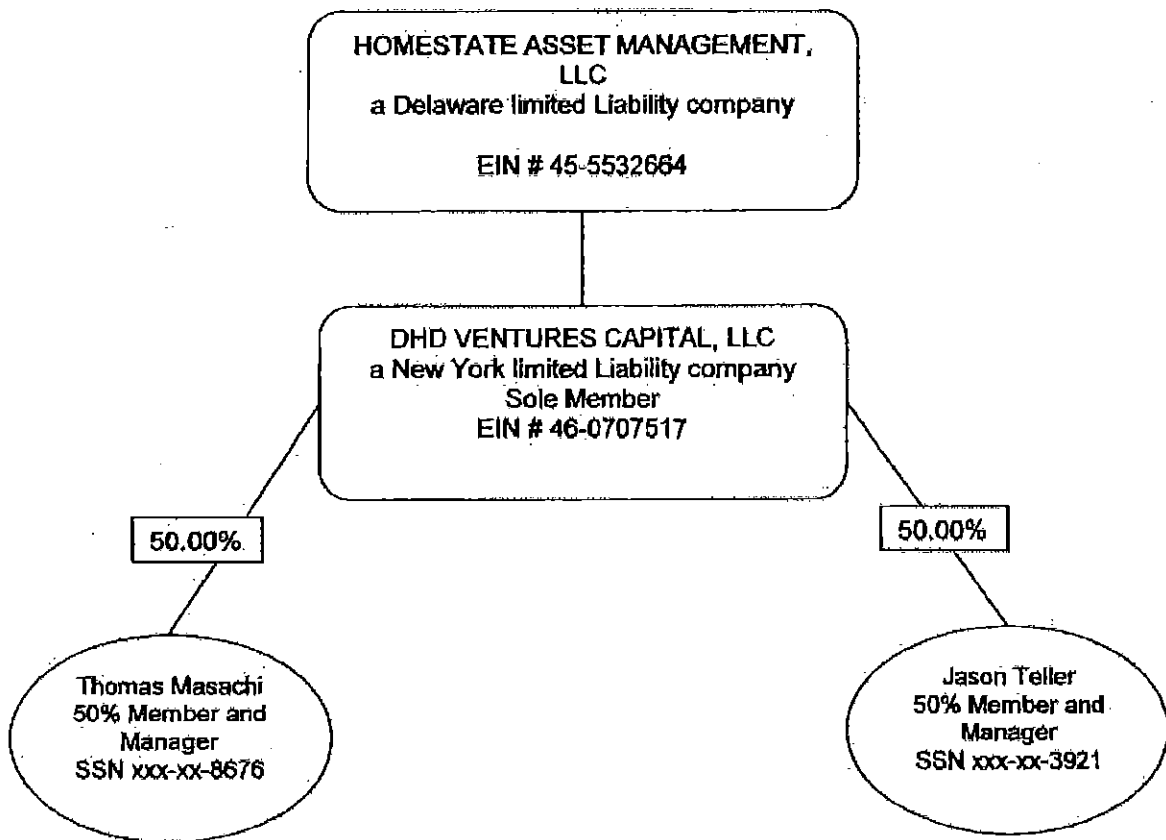 HOMESTATE ASSET MANAGEMENT,
LLC
a Delaware limited Liability company
EIN # 45-5532664
DHD VENTURES CAPITAL, LLC
a New York limited Liability company
Sole Member
EIN # 46-0707517
50.00%
50.00%
Thomas Masachi
50% Member and
Manager
SSN xxx-xx-8676
Jason Teller
50% Member and
Manager
SSN xxx-xx-3921